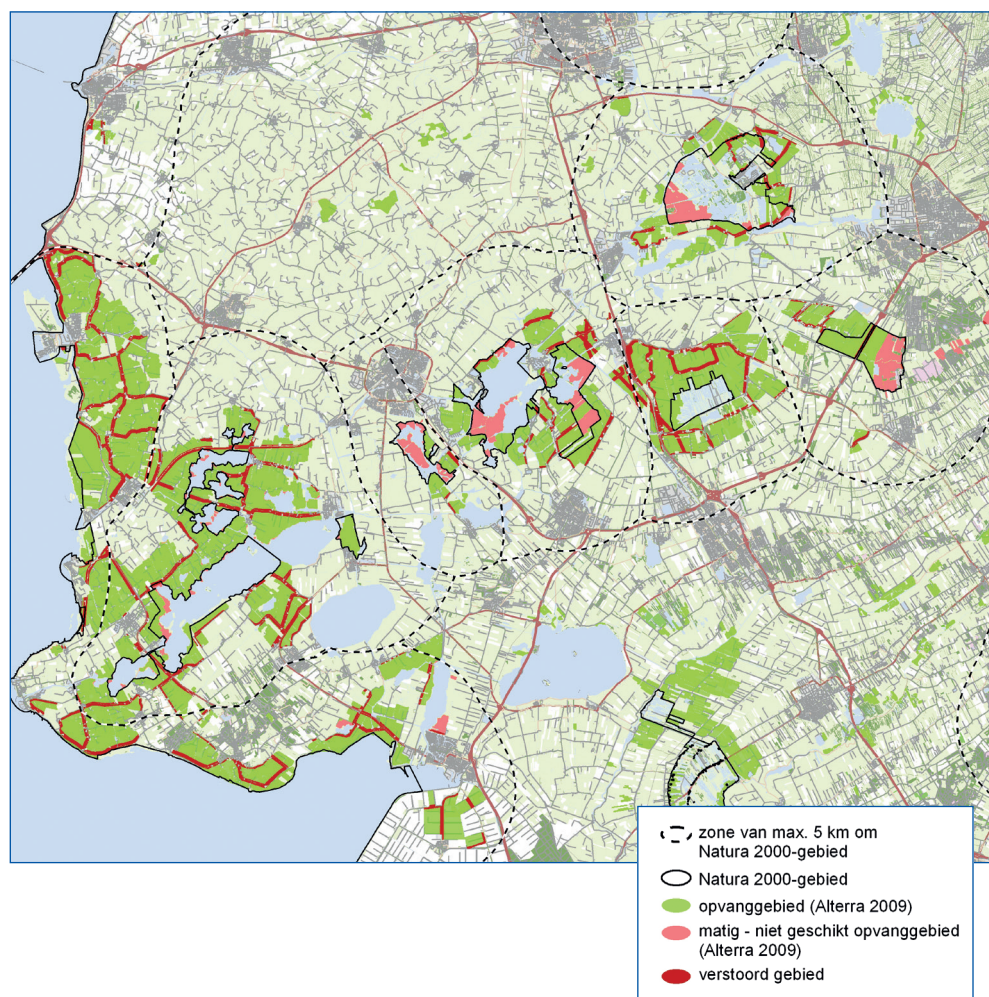 zone van max. 5 km om
Natura 2000-gebied
Natura 2000-gebied
opvanggebied (Alterra 2009)
matig - niet geschikt opvanggebied
(Alterra 2009)
verstoord gebied